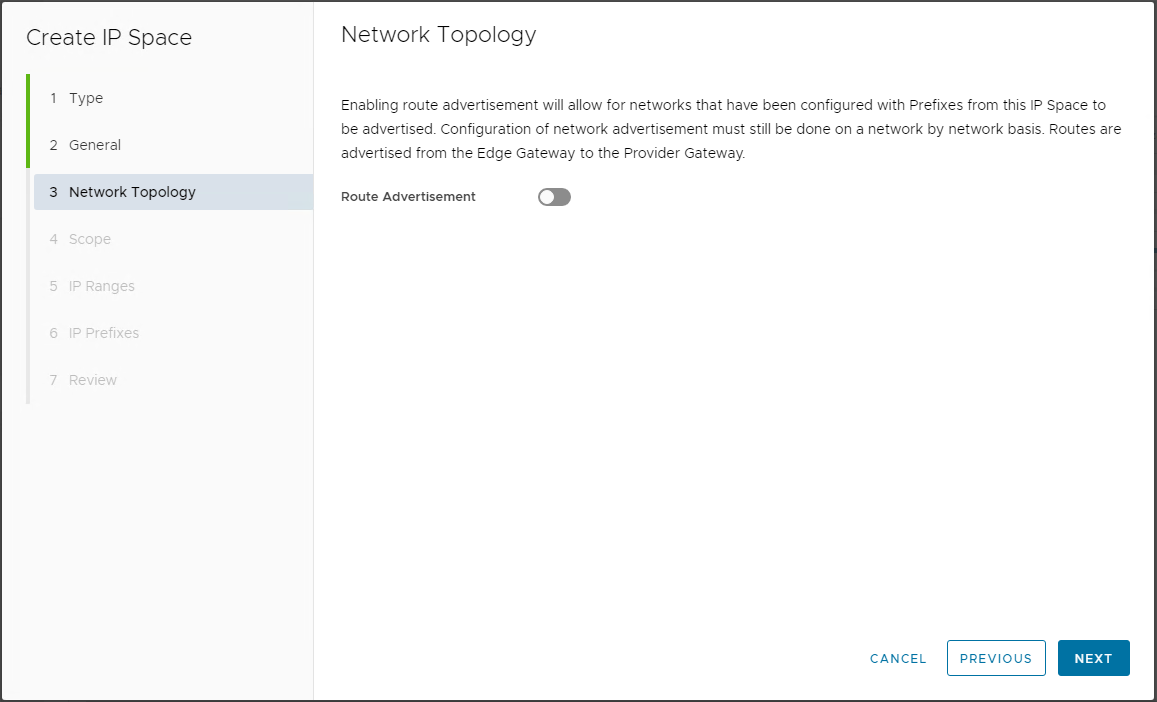 Create IP Space
1 Type
2 General
3 Network Topology
4 Scope
5 IP Ranges
6 IP Prefixes
7 Review
Network Topology
Enabling route advertisement will allow for networks that have been configured with Prefixes from this IP Space to
be advertised. Configuration of network advertisement must still be done on a network by network basis. Routes are
advertised from the Edge Gateway to the Provider Gateway.
Route Advertisement
CANCEL PREVIOUS NEXT